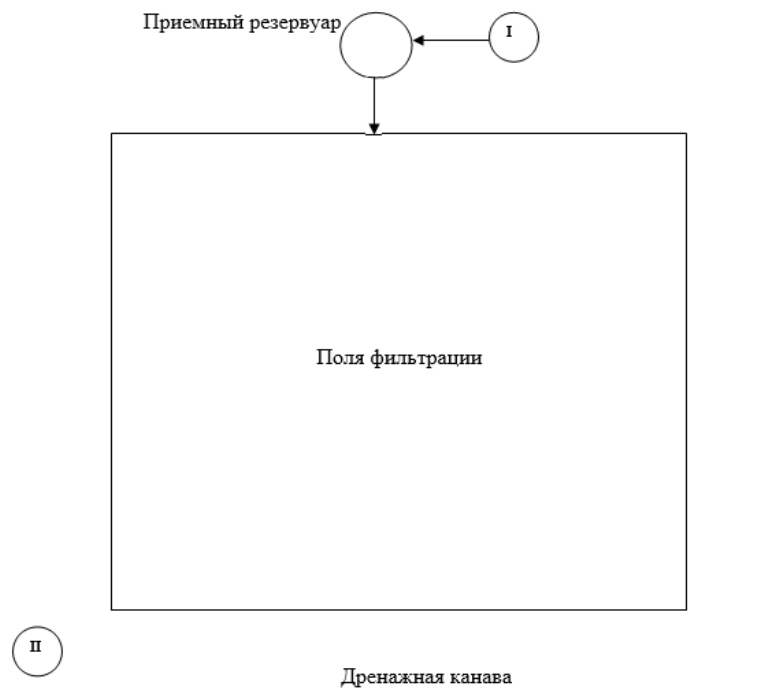 Приемный резервуар
I
Поля фильтрации
II
Дренажная канава